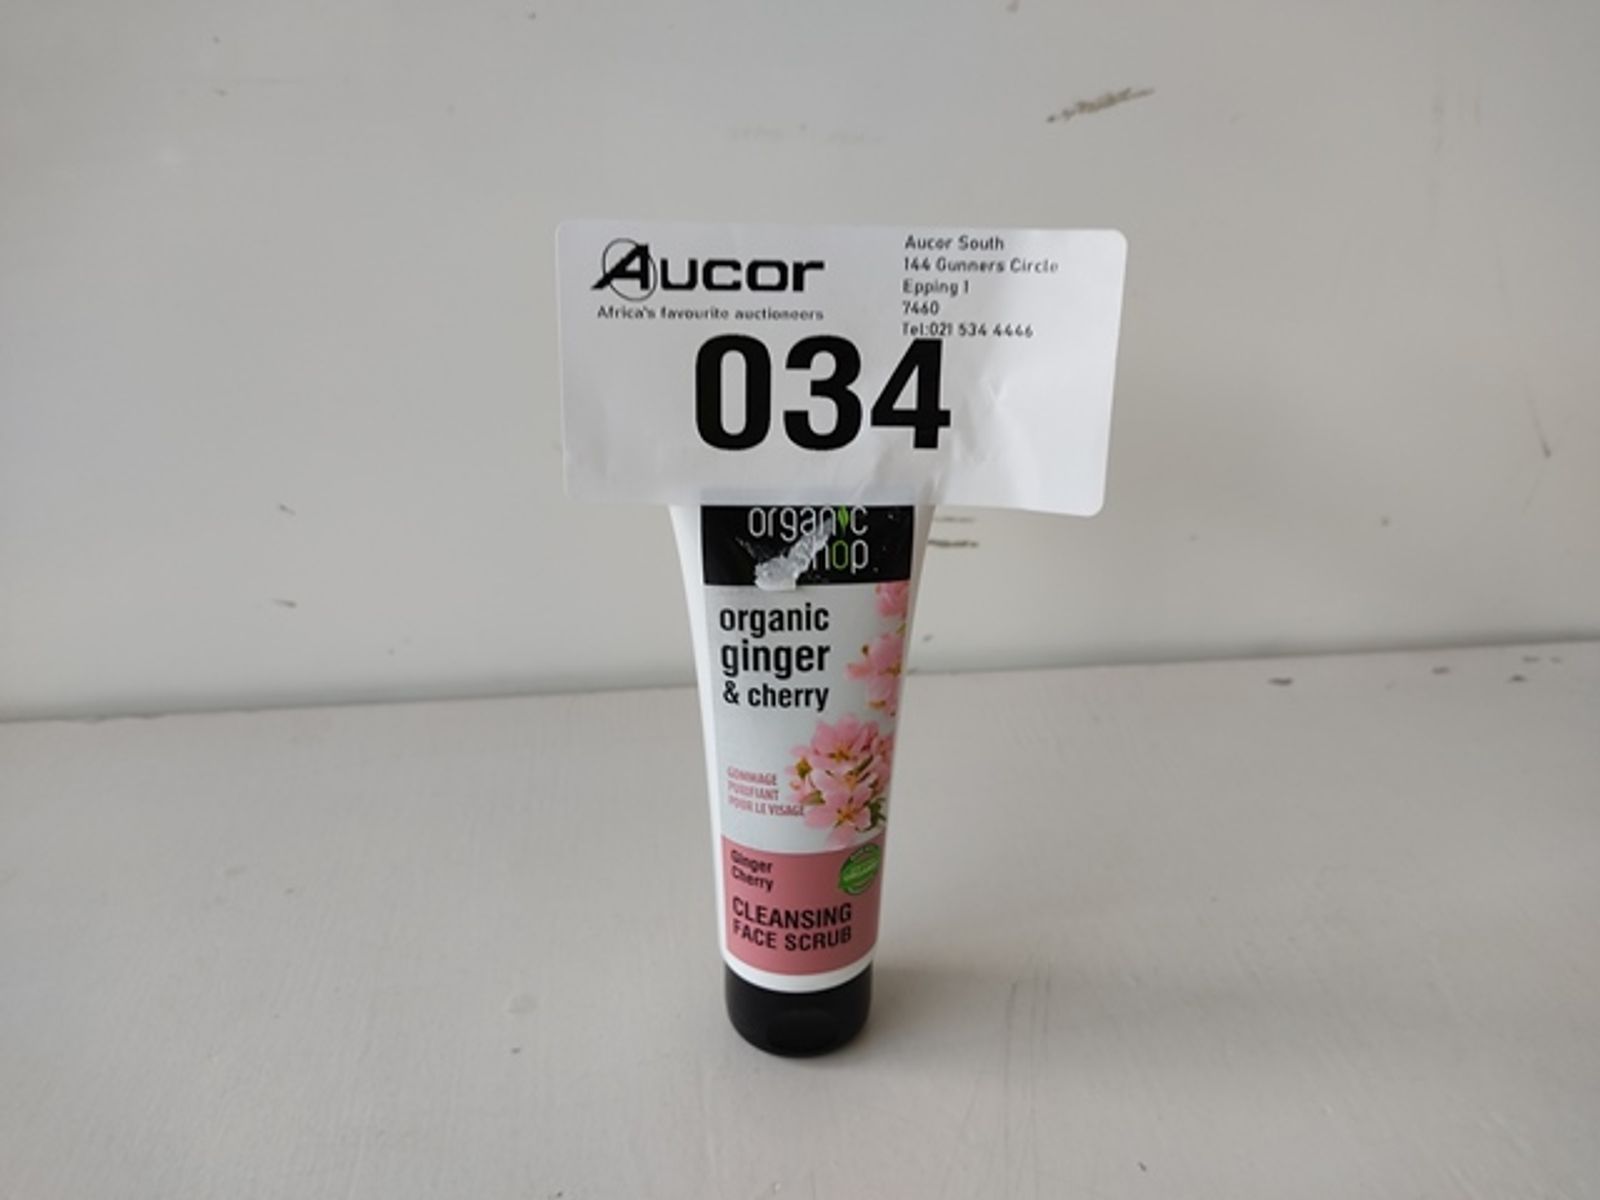 Aucor
Africa's favourite auctioneers
Aucor South
144 Gunners Circle
Epping 1
7460
Tel:021 534 4446
034
organic
shop
organic
ginger
& cherry
GOMMAGE
PURIFIANT
POUR LE VISAGE
Ginger
Cherry
CLEANSING
FACE SCRUB